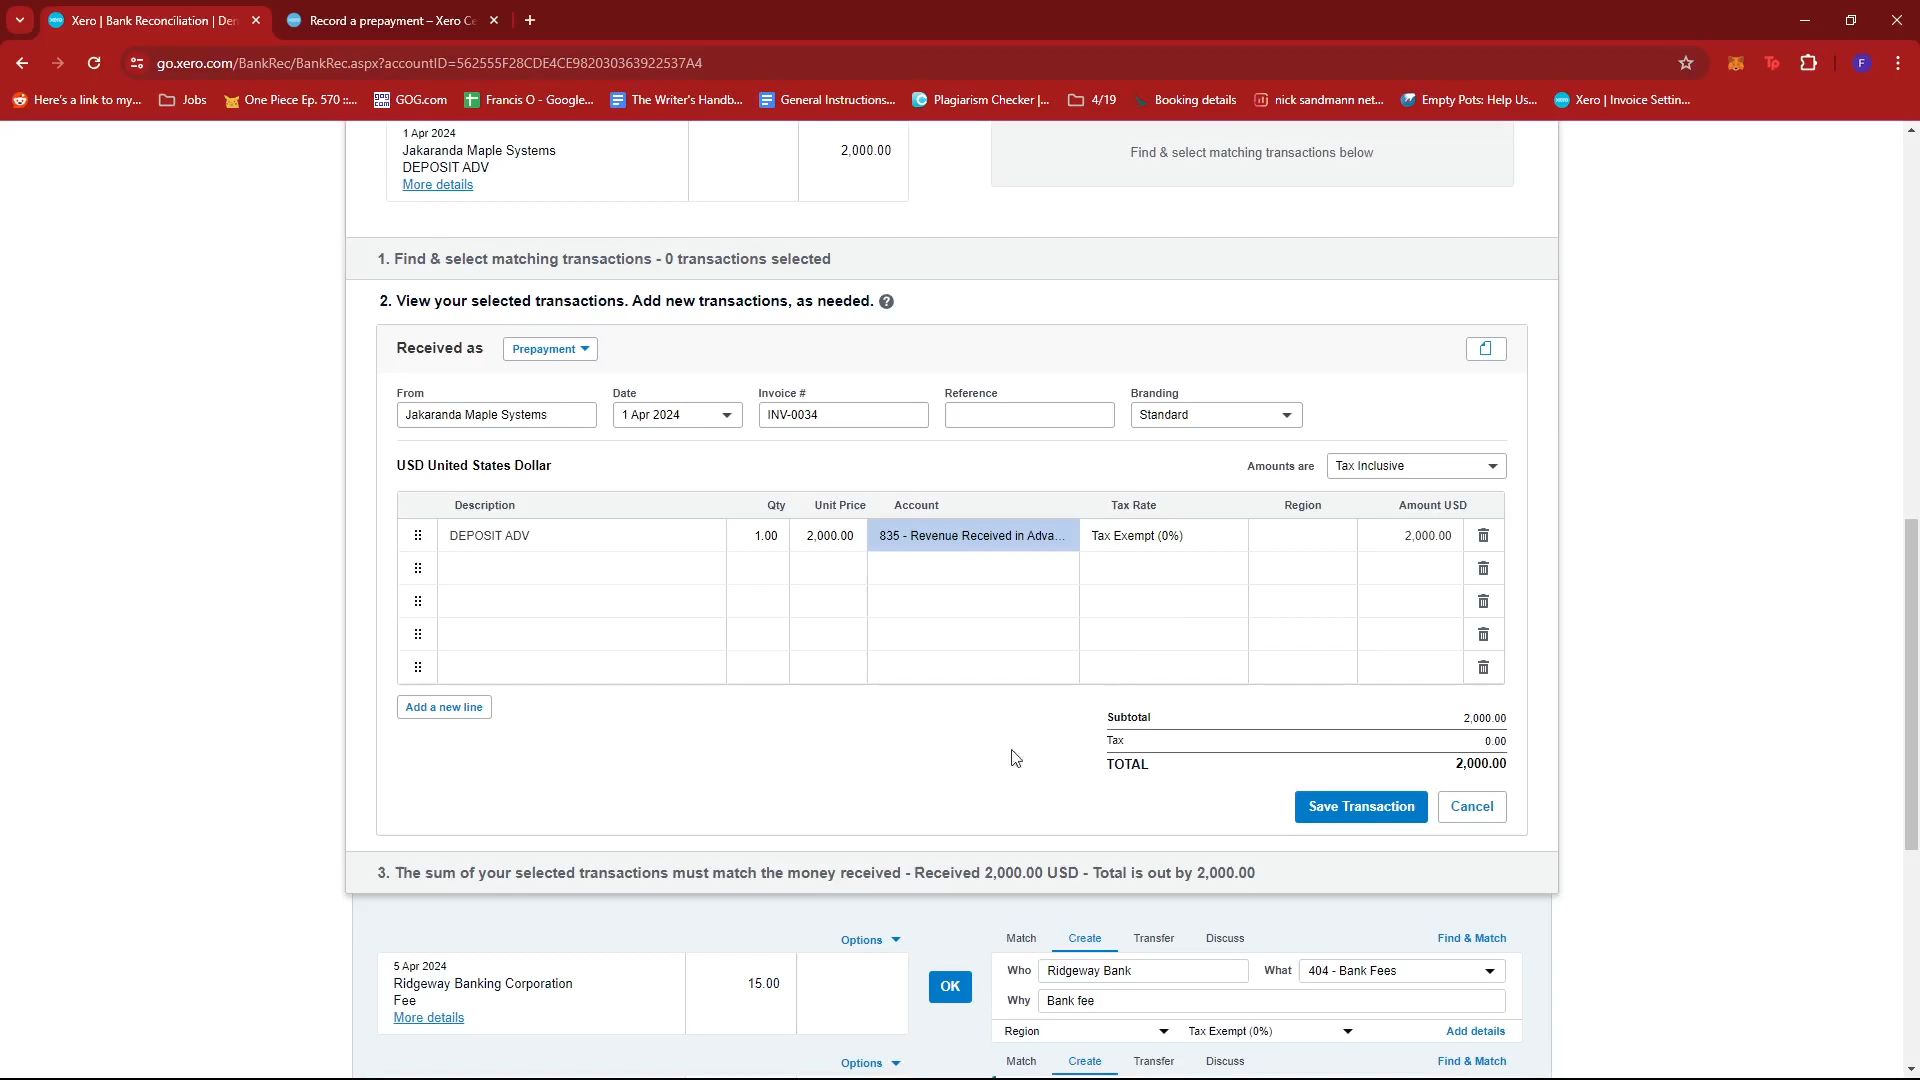 Xero | Bank Reconciliation | Den
Record a prepayment – Xero Ce
go.xero.com/BankRec/BankRec.aspx?accountID=562555F28CDE4CE982030363922537A4
F
Here's a link to my...
Jobs
One Piece Ep. 570 ::...
GOG.com
Francis O - Google...
The Writer's Handb...
General Instructions...
Plagiarism Checker |...
4/19
Booking details
nick sandmann net...
Empty Pots: Help Us...
Xero | Invoice Settin...
1 Apr 2024
Jakaranda Maple Systems
DEPOSIT ADV
More details
2,000.00
Find & select matching transactions below
1. Find & select matching transactions - 0 transactions selected
2. View your selected transactions. Add new transactions, as needed. ?
Received as
Prepayment
From
Date
Invoice #
Reference
Branding
Jakaranda Maple Systems
1 Apr 2024
INV-0034
Standard
USD United States Dollar
Amounts are
Tax Inclusive
Description Qty Unit Price Account Tax Rate Region Amount USD
DEPOSIT ADV 1.00 2,000.00 835 - Revenue Received in Adva... Tax Exempt (0%) 2,000.00
Add a new line
Subtotal 2,000.00
Tax 0.00
TOTAL 2,000.00
Save Transaction
Cancel
3. The sum of your selected transactions must match the money received - Received 2,000.00 USD - Total is out by 2,000.00
Options
Match Create Transfer Discuss Find & Match
5 Apr 2024
Ridgeway Banking Corporation
Fee
More details
15.00
OK
Who Ridgeway Bank What 404 - Bank Fees
Why Bank fee
Region Tax Exempt (0%) Add details
Options
Match Create Transfer Discuss Find & Match